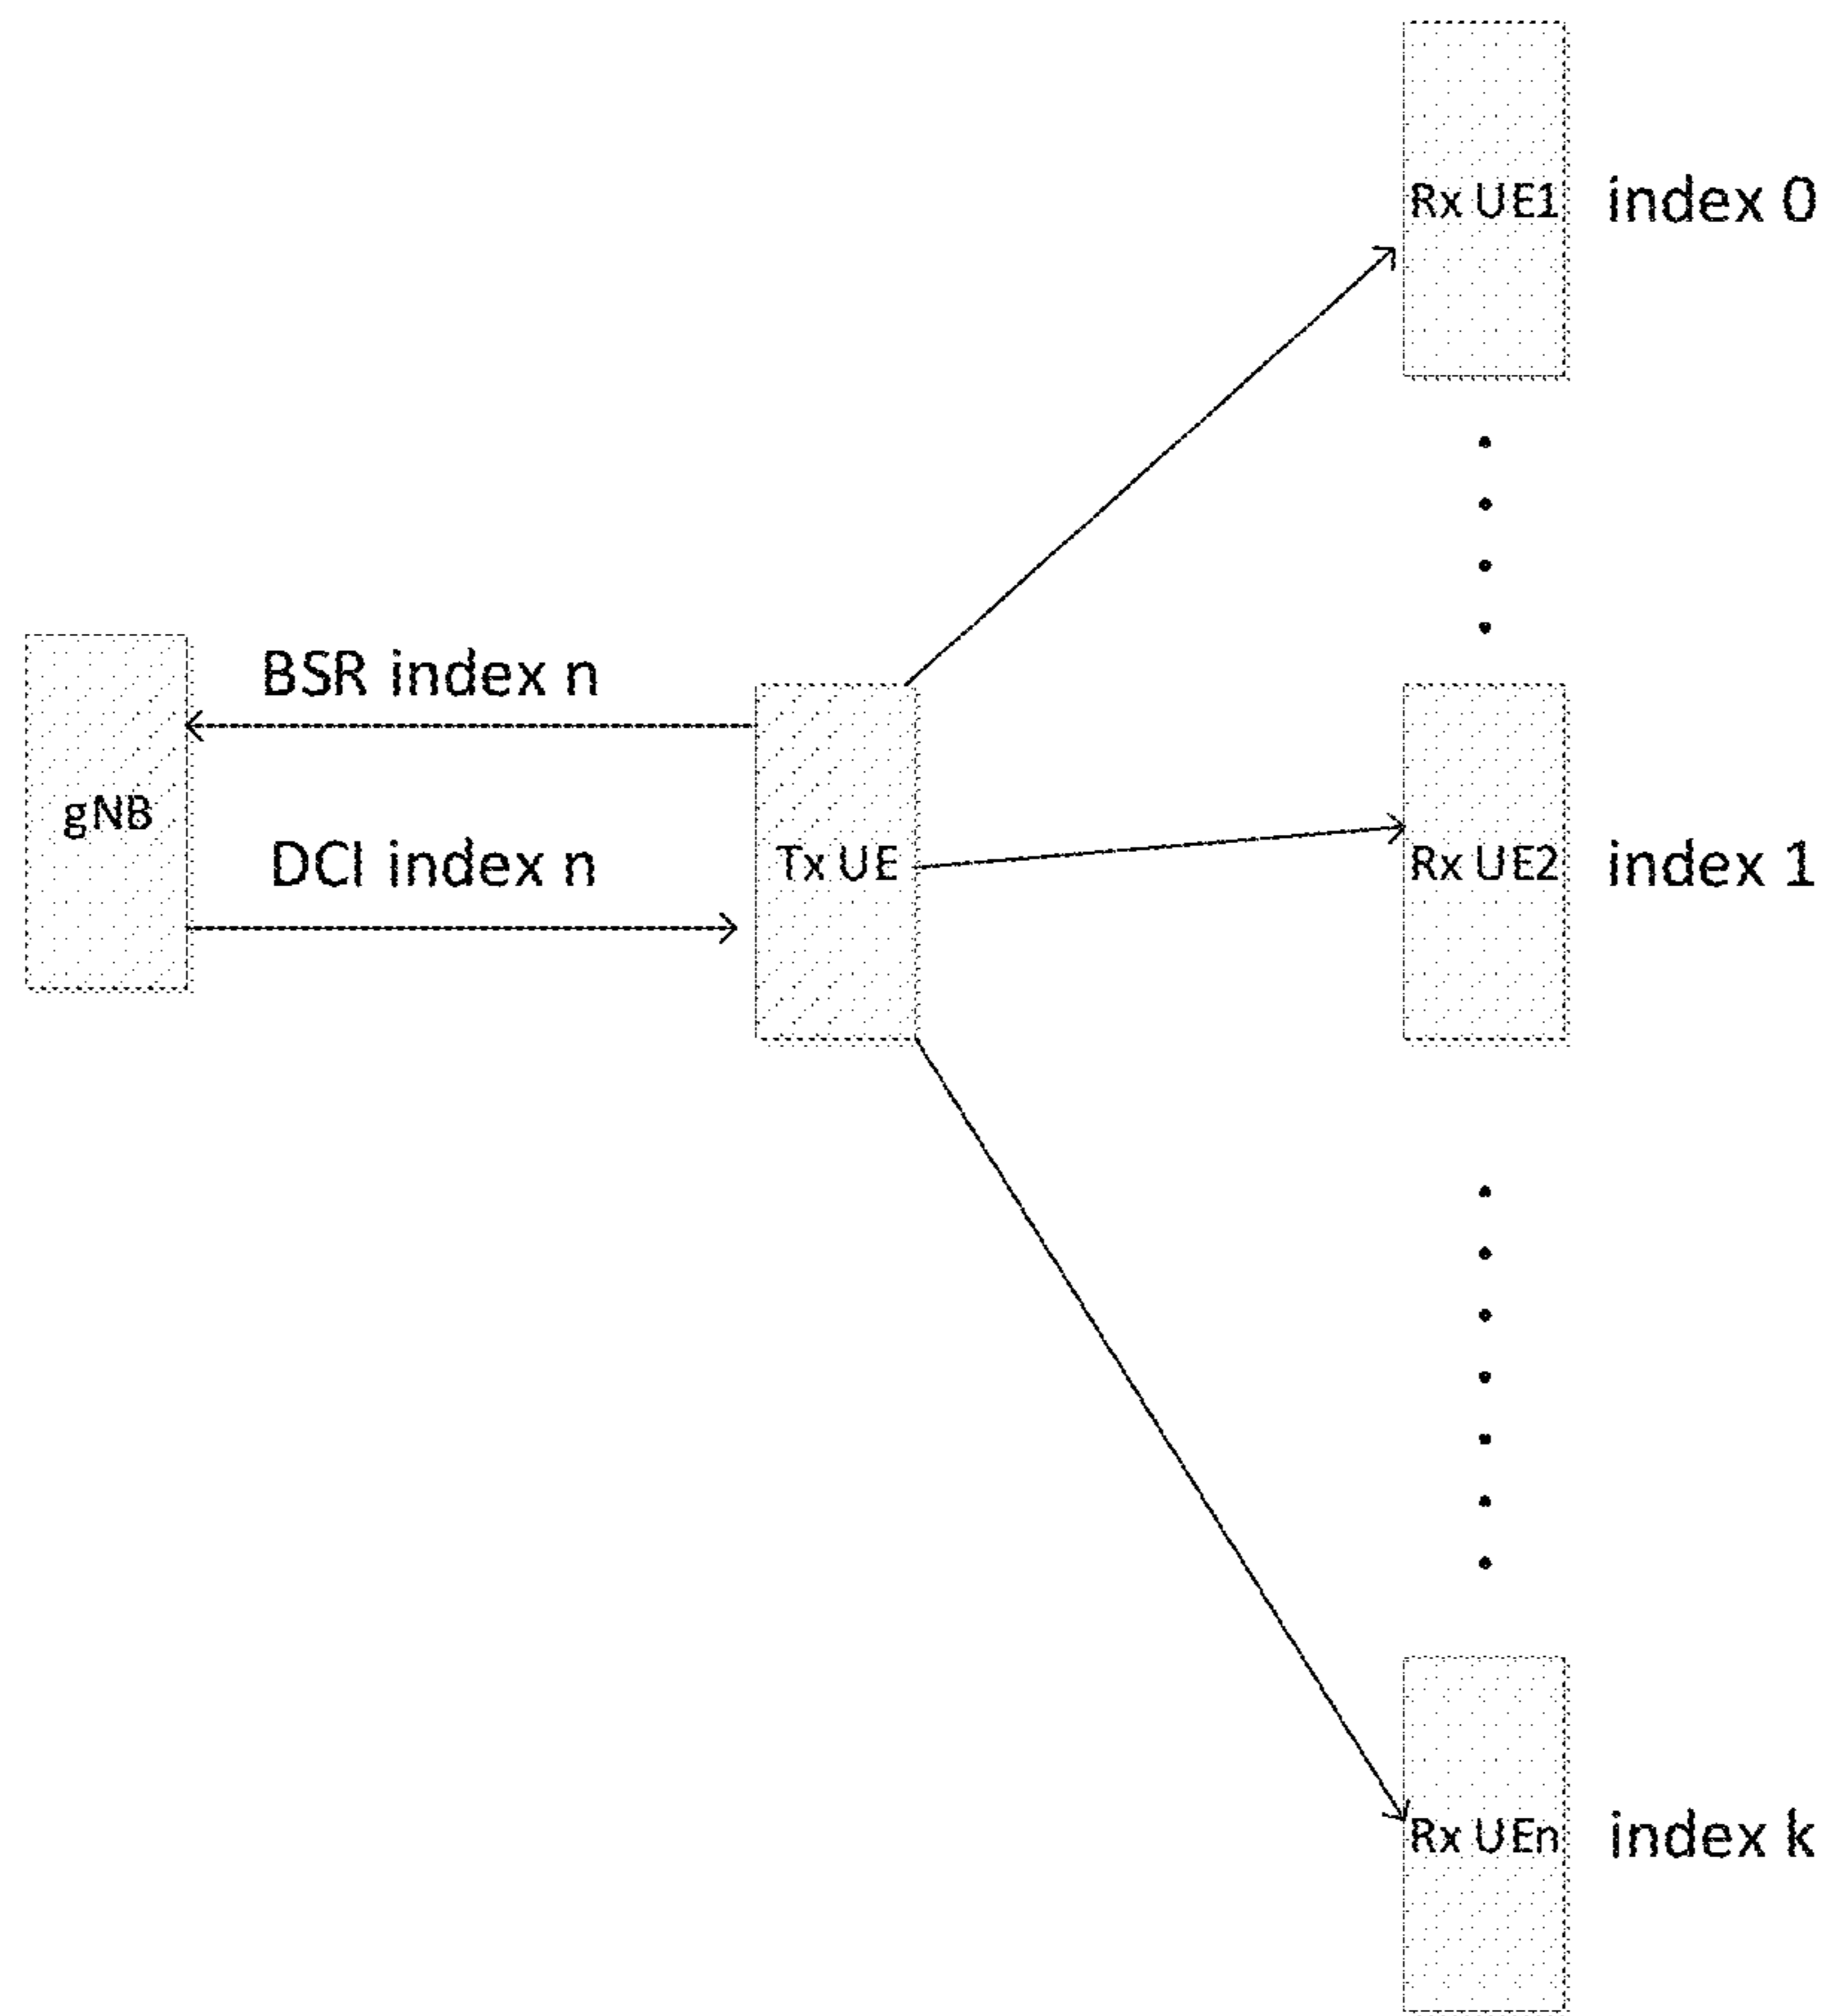 Rx UE1 index 0
BSR index n
gNB
DCI index n
Tx UE
Rx UE2 index 1
Rx UEn index k